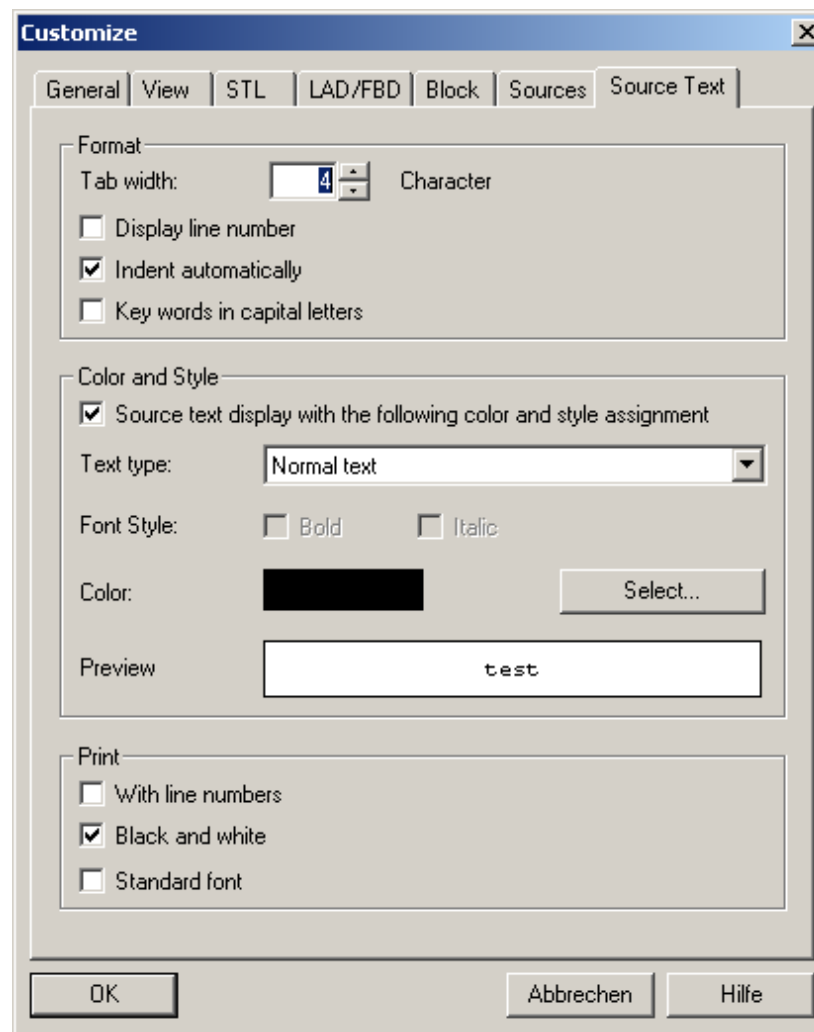 Customize
General View STL LAD/FBD Block Sources Source Text
Format
Tab width: 4 Character
Display line number
Indent automatically
Key words in capital letters
Color and Style
Source text display with the following color and style assignment
Text type: Normal text
Font Style: Bold Italic
Color: Select...
Preview test
Print
With line numbers
Black and white
Standard font
OK Abbrechen Hilfe